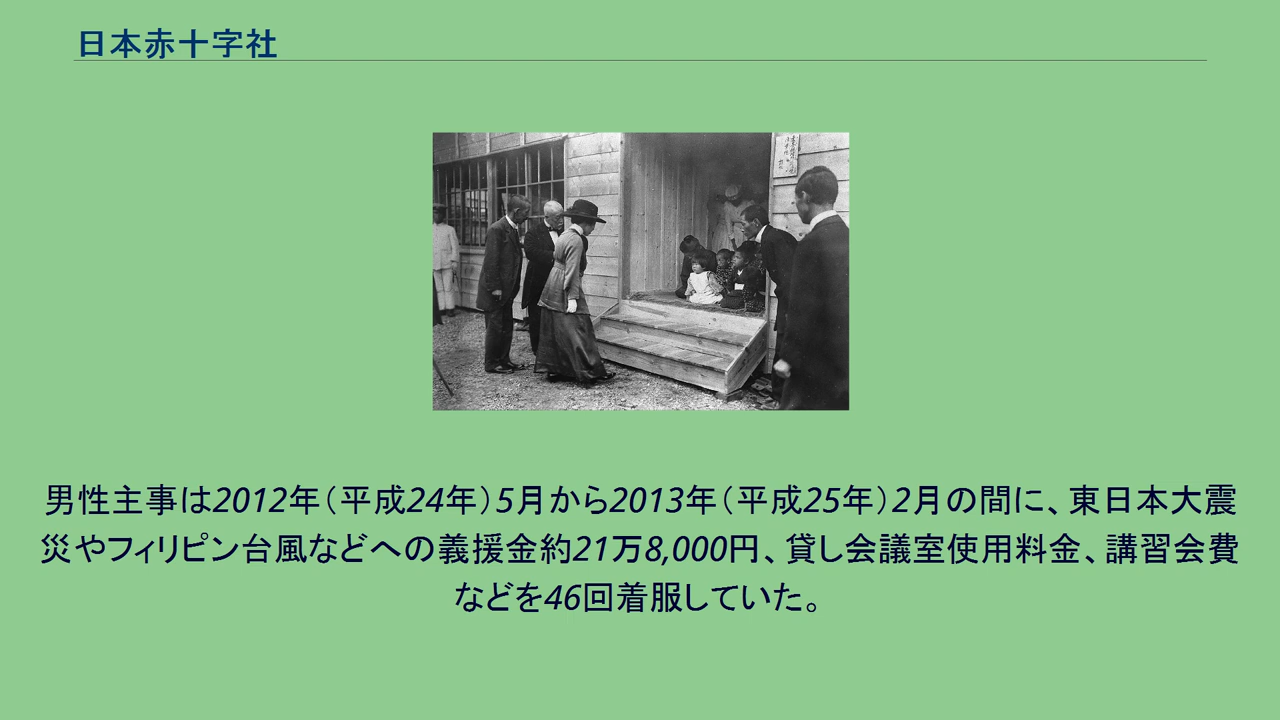 日本赤十字社
男性主事は2012年（平成24年）5月から2013年（平成25年）2月の間に、東日本大震
災やフィリピン台風などへの義援金約21万8,000円、貸し会議室使用料金、講習会費
などを46回着服していた。